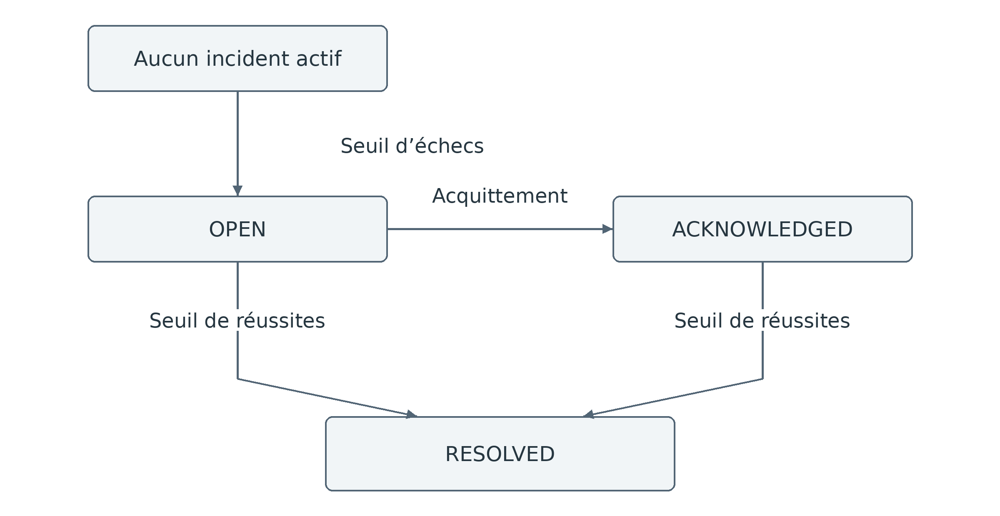 Aucun incident actif
Seuil d’échecs
Acquittement
OPEN
ACKNOWLEDGED
Seuil de réussites
Seuil de réussites
RESOLVED